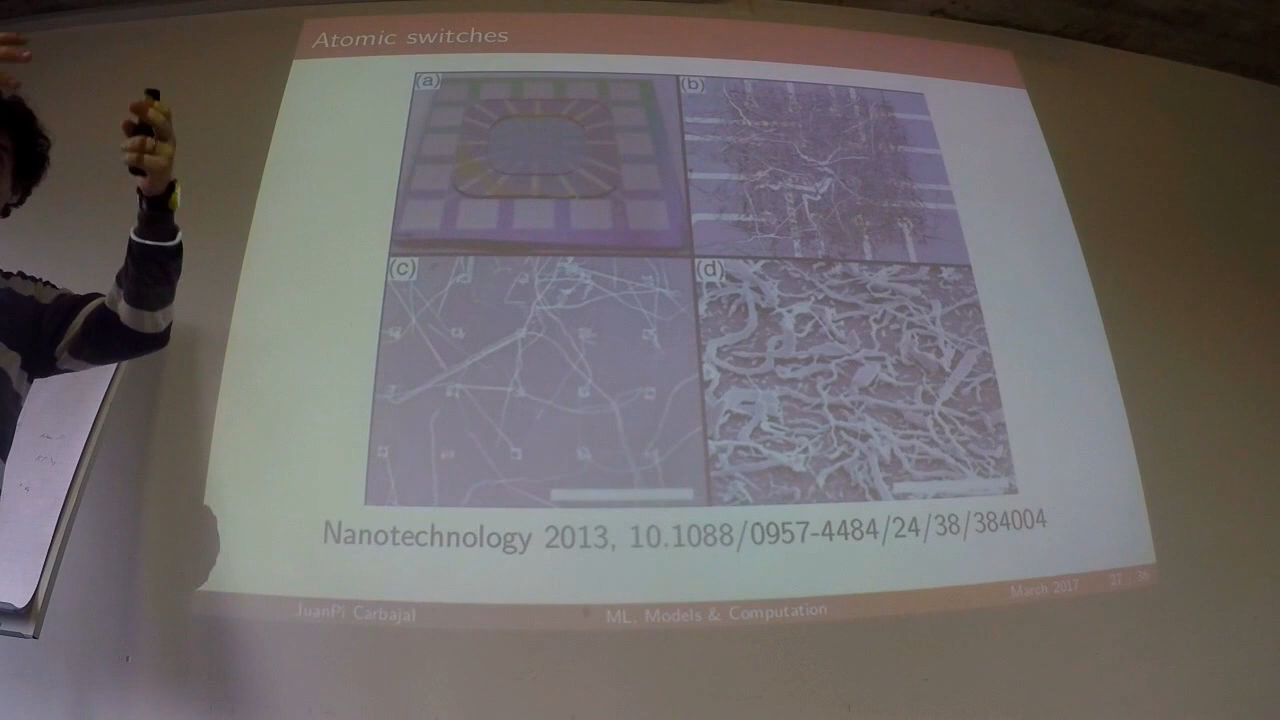 Atomic switches
(a)
(b)
(c)
(d)
Nanotechnology 2013, 10.1088/0957-4484/24/38/384004
JuanPi Carbajal
ML, Models & Computation
March 2017